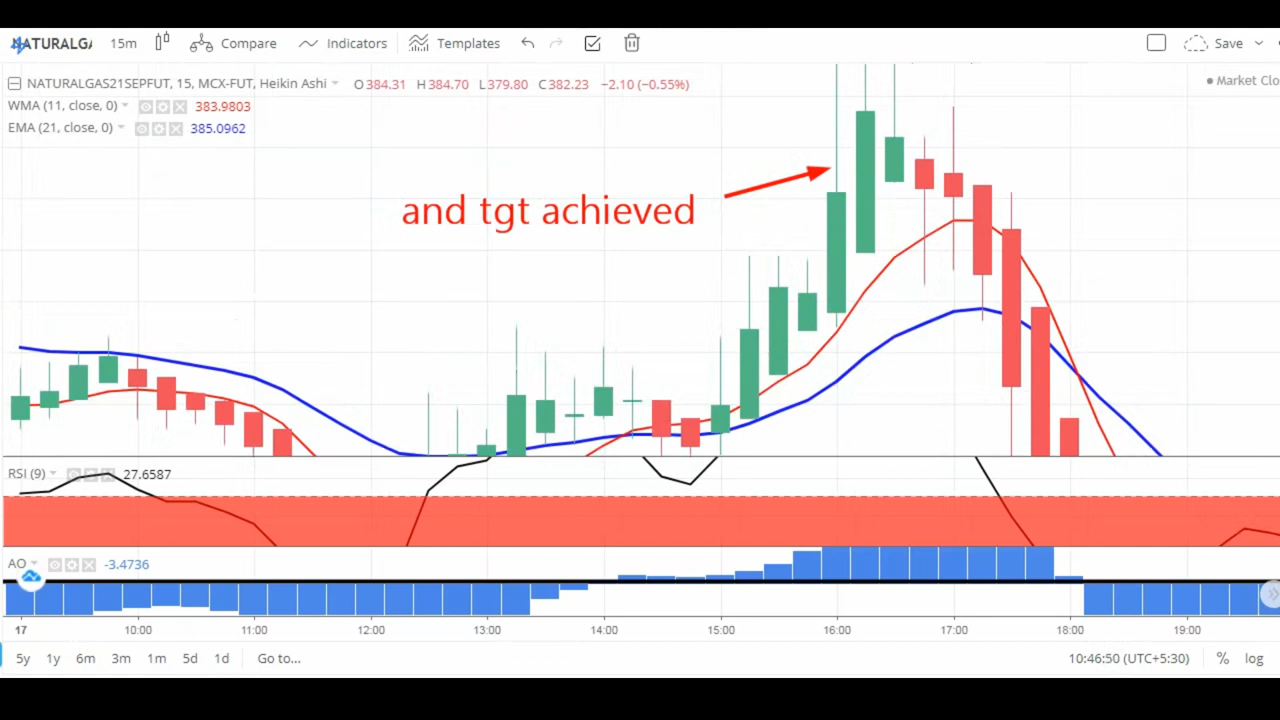 NATURALGA 15m Compare Indicators Templates Save
NATURALGAS21SEPFUT, 15, MCX-FUT, Heikin Ashi O384.31 H384.70 L379.80 C382.23 −2.10 (−0.55%) Market Clo
WMA (11, close, 0) 383.9803
EMA (21, close, 0) 385.0962
and tgt achieved
RSI (9) 27.6587
AO -3.4736
17 10:00 11:00 12:00 13:00 14:00 15:00 16:00 17:00 18:00 19:00
5y 1y 6m 3m 1m 5d 1d Go to... 10:46:50 (UTC+5:30) % log